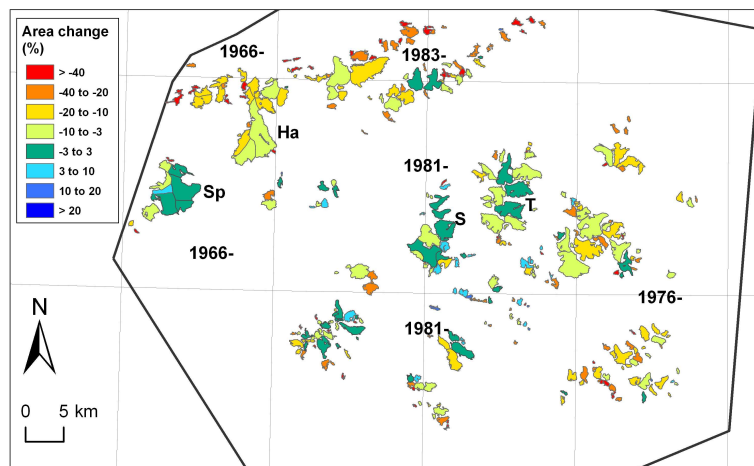 Area change
(%)
> -40
-40 to -20
-20 to -10
-10 to -3
-3 to 3
3 to 10
10 to 20
> 20
1966-
1983-
Ha
1981-
Sp
S
T
1966-
1976-
1981-
N
0 5 km